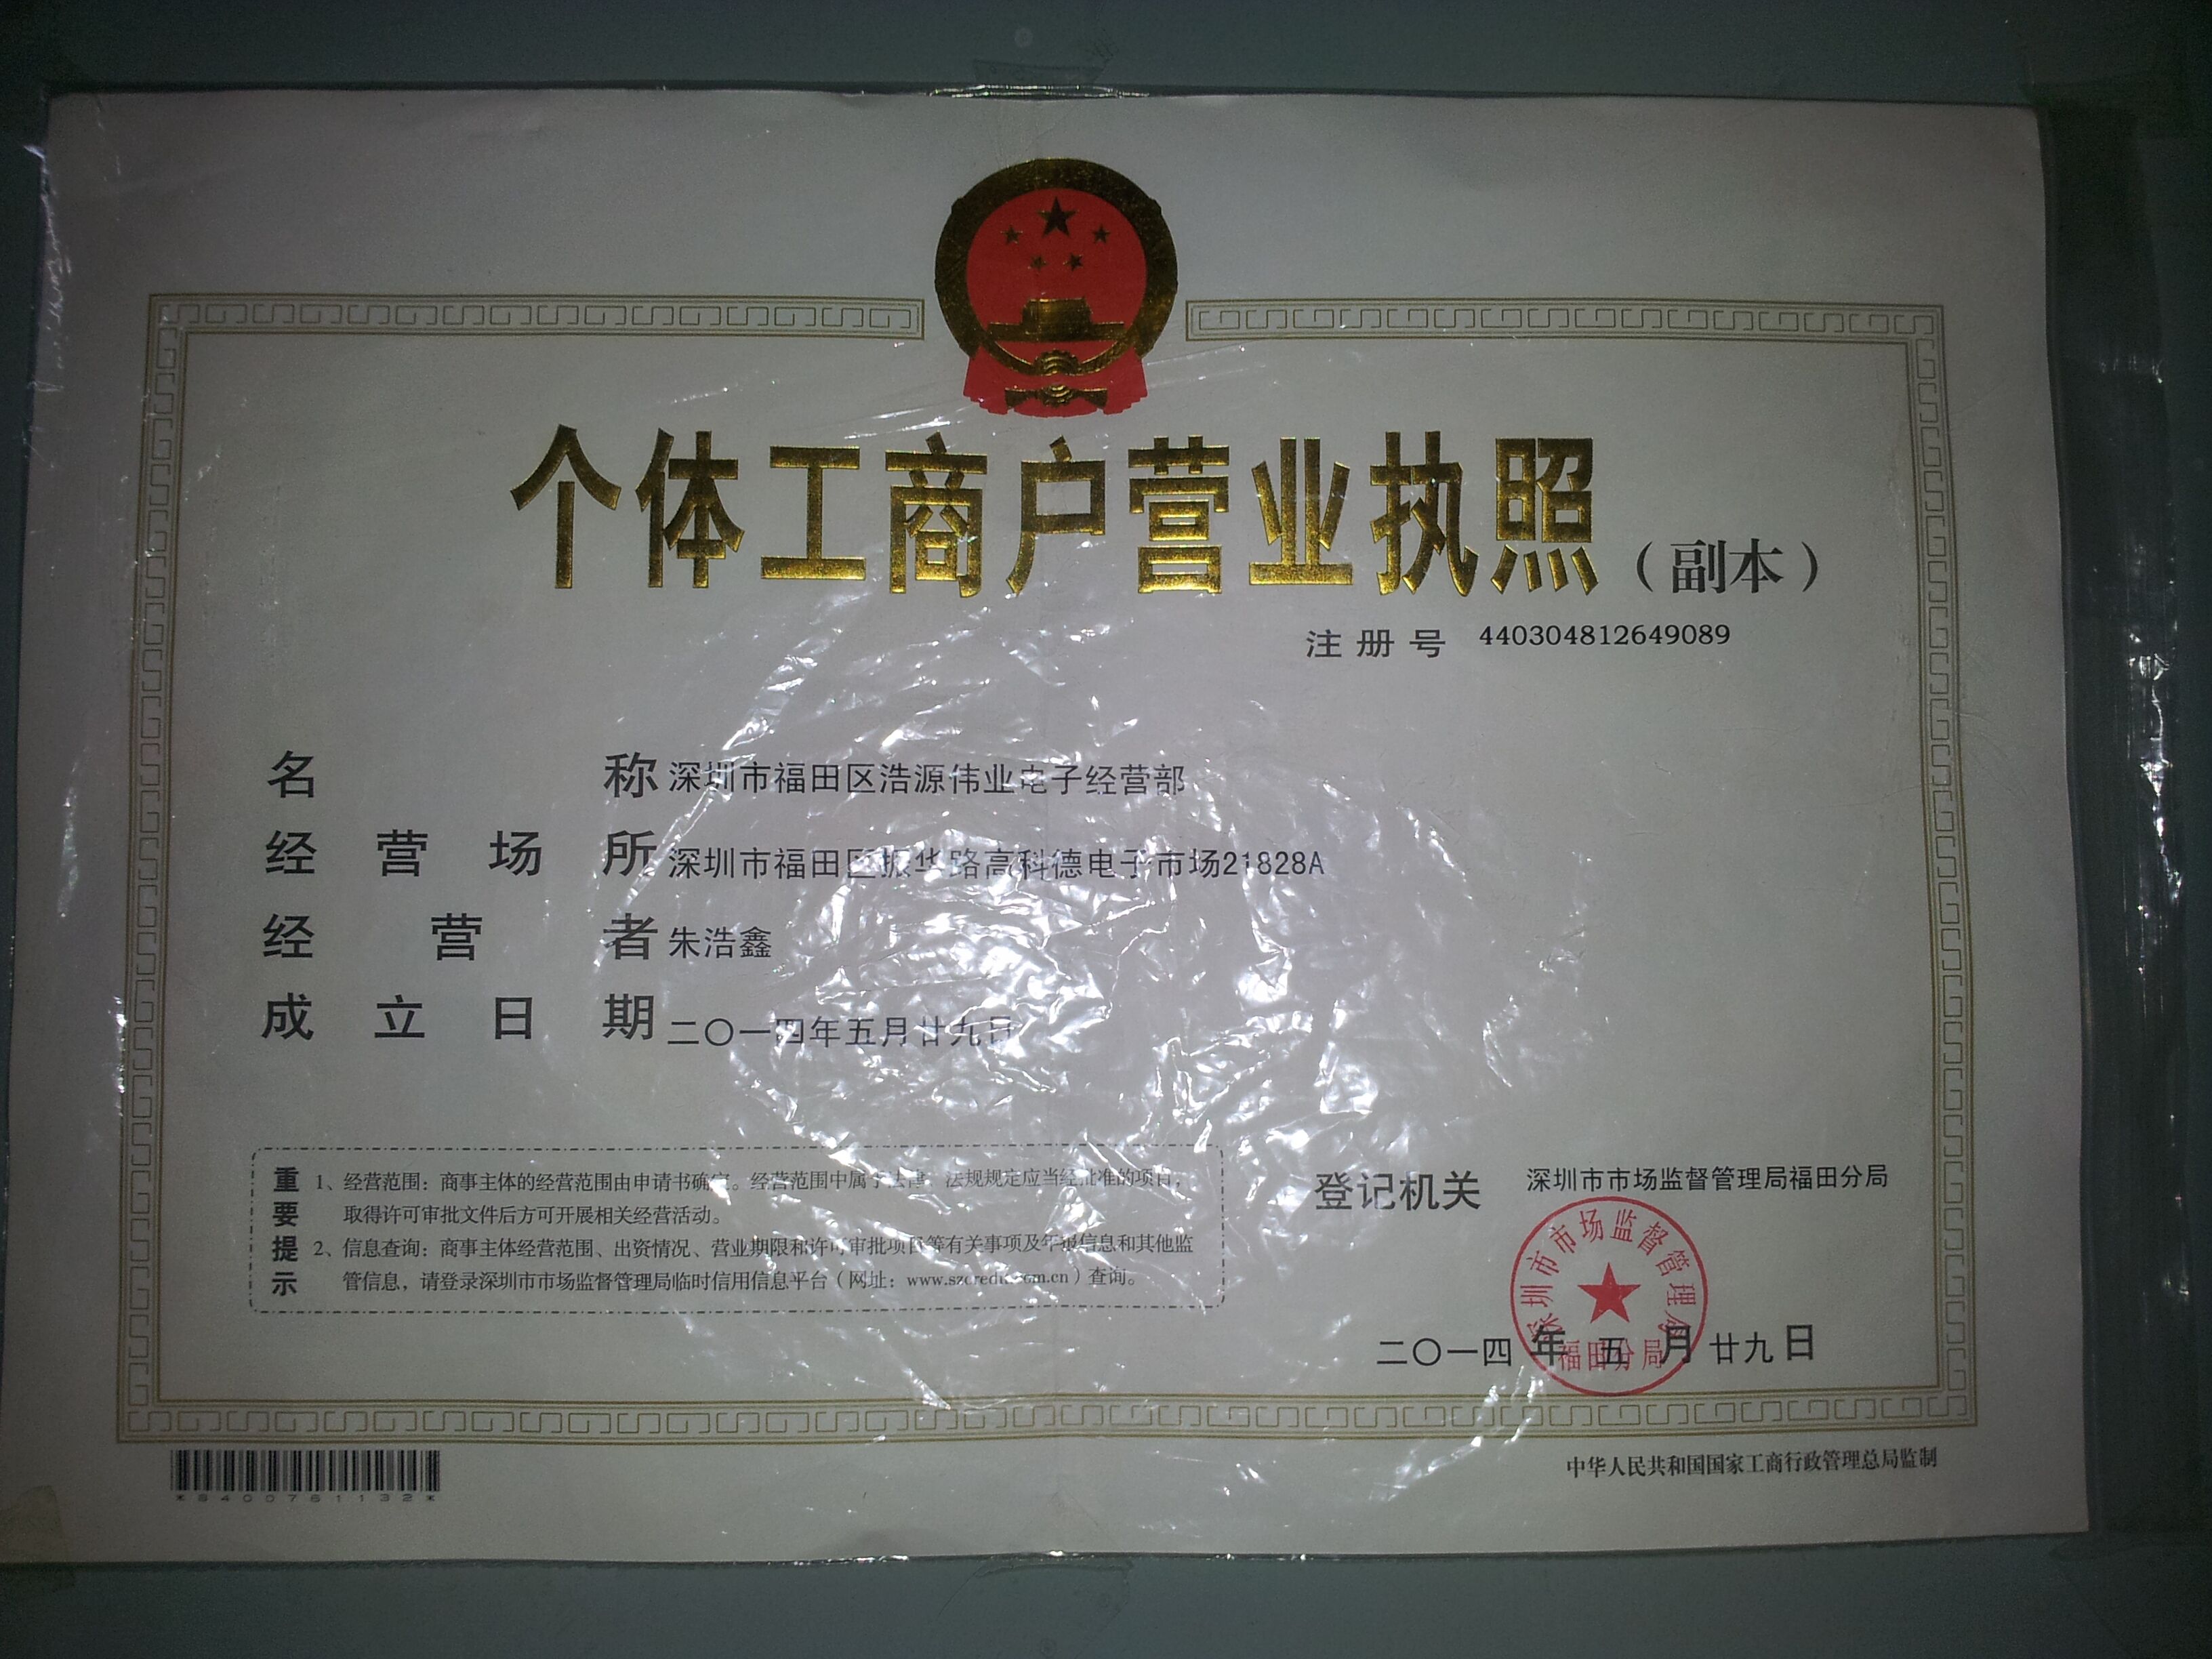 个体工商户营业执照（副本）
注册号 440304812649089
名称 深圳市福田区浩源伟业电子经营部
经营场所 深圳市福田区振华路高科德电子市场21828A
经营者 朱浩鑫
成立日期 二〇一四年五月廿九日
重要提示
1、经营范围：商事主体的经营范围由申请书确定。经营范围中属于法律、法规规定应当经批准的项目，
取得许可审批文件后方可开展相关经营活动。
2、信息查询：商事主体经营范围、出资情况、营业期限和许可审批项目等有关事项及年报信息和其他监
管信息，请登录深圳市市场监督管理局临时信用信息平台（网址：www.szcredit.com.cn）查询。
登记机关 深圳市市场监督管理局福田分局
深圳市市场监督管理局
福田分局
二〇一四年五月廿九日
*8400761132*
中华人民共和国国家工商行政管理总局监制